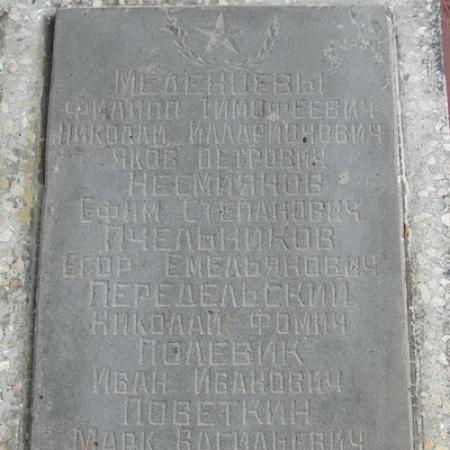 Меденцевы
Филипп Тимофеевич
Николай Илларионович
Яков Петрович
Несмиянов
Ефим Степанович
Пчельников
Егор Емельянович
Передельский
Николай Фомич
Полевик
Иван Иванович
Поветкин
Марк Васильевич